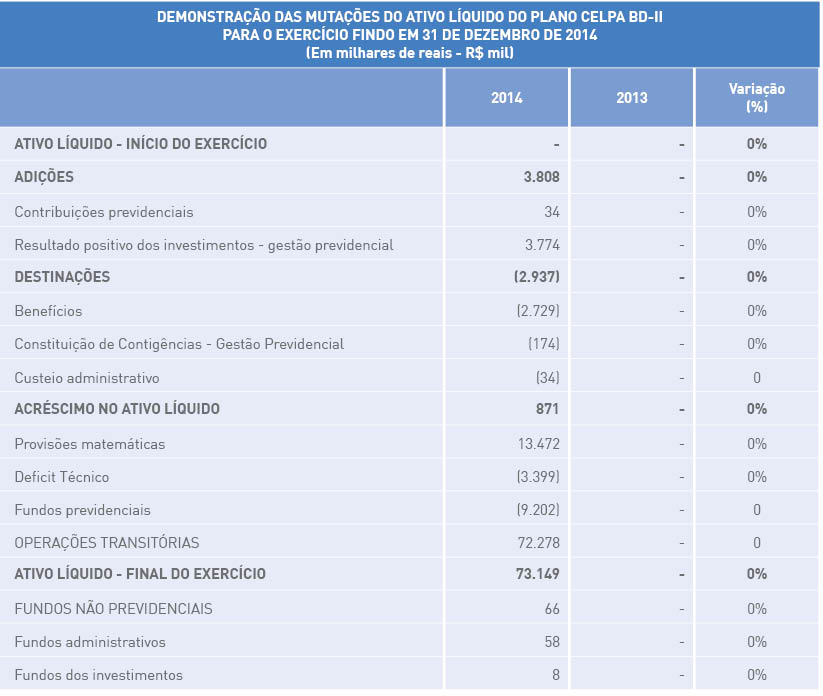 DEMONSTRAÇÃO DAS MUTAÇÕES DO ATIVO LÍQUIDO DO PLANO CELPA BD-II
PARA O EXERCÍCIO FINDO EM 31 DE DEZEMBRO DE 2014
(Em milhares de reais - R$ mil)
2014 2013 Variação (%)
ATIVO LÍQUIDO - INÍCIO DO EXERCÍCIO - - 0%
ADIÇÕES 3.808 - 0%
Contribuições previdenciais 34 - 0%
Resultado positivo dos investimentos - gestão previdencial 3.774 - 0%
DESTINAÇÕES (2.937) - 0%
Benefícios (2.729) - 0%
Constituição de Contigências - Gestão Previdencial (174) - 0%
Custeio administrativo (34) - 0
ACRÉSCIMO NO ATIVO LÍQUIDO 871 - 0%
Provisões matemáticas 13.472 - 0%
Deficit Técnico (3.399) - 0%
Fundos previdenciais (9.202) - 0
OPERAÇÕES TRANSITÓRIAS 72.278 - 0
ATIVO LÍQUIDO - FINAL DO EXERCÍCIO 73.149 - 0%
FUNDOS NÃO PREVIDENCIAIS 66 - 0%
Fundos administrativos 58 - 0%
Fundos dos investimentos 8 - 0%